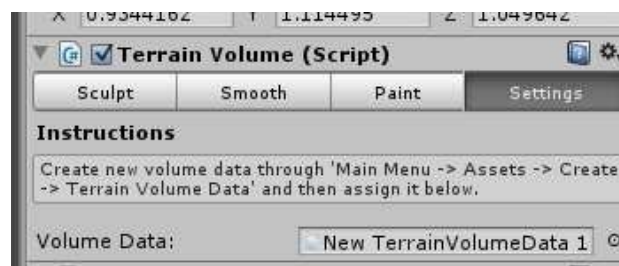 X 0.9344162 Y 1.114495 Z 1.049642
Terrain Volume (Script)
Sculpt Smooth Paint Settings
Instructions
Create new volume data through 'Main Menu -> Assets -> Create
-> Terrain Volume Data' and then assign it below.
Volume Data: New TerrainVolumeData 1